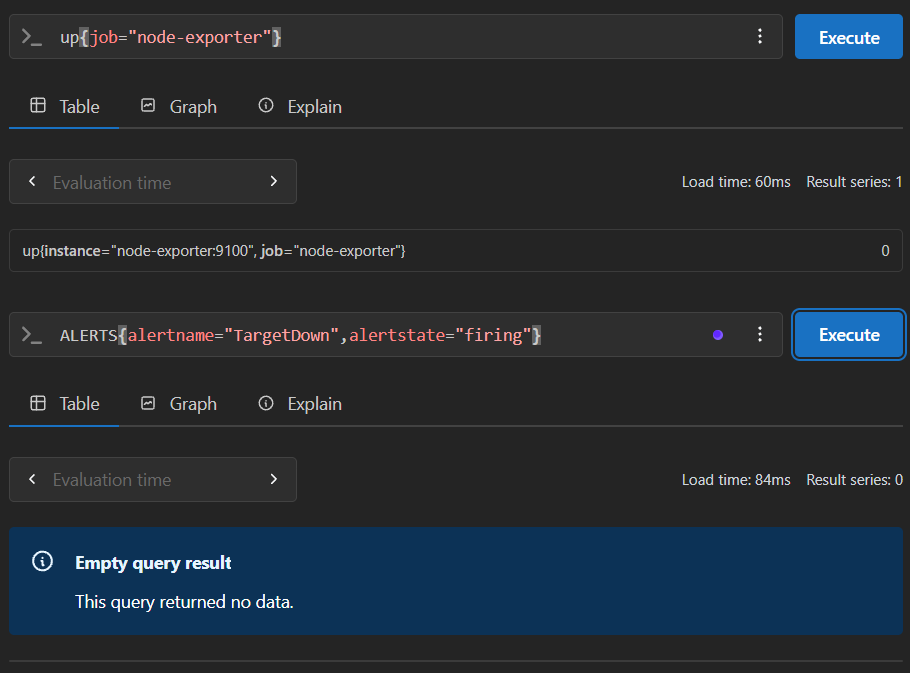 >_ up{job="node-exporter"}
Execute
Table Graph Explain
Evaluation time
Load time: 60ms Result series: 1
up{instance="node-exporter:9100", job="node-exporter"} 0
>_ ALERTS{alertname="TargetDown",alertstate="firing"}
Execute
Table Graph Explain
Evaluation time
Load time: 84ms Result series: 0
Empty query result
This query returned no data.